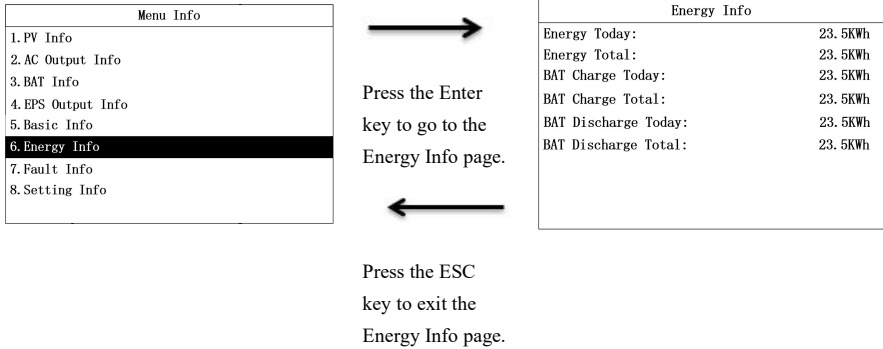 Menu Info
1.PV Info
2.AC Output Info
3.BAT Info
4.EPS Output Info
5.Basic Info
6.Energy Info
7.Fault Info
8.Setting Info
Press the Enter
key to go to the
Energy Info page.
Press the ESC
key to exit the
Energy Info page.
Energy Info
Energy Today: 23.5KWh
Energy Total: 23.5KWh
BAT Charge Today: 23.5KWh
BAT Charge Total: 23.5KWh
BAT Discharge Today: 23.5KWh
BAT Discharge Total: 23.5KWh